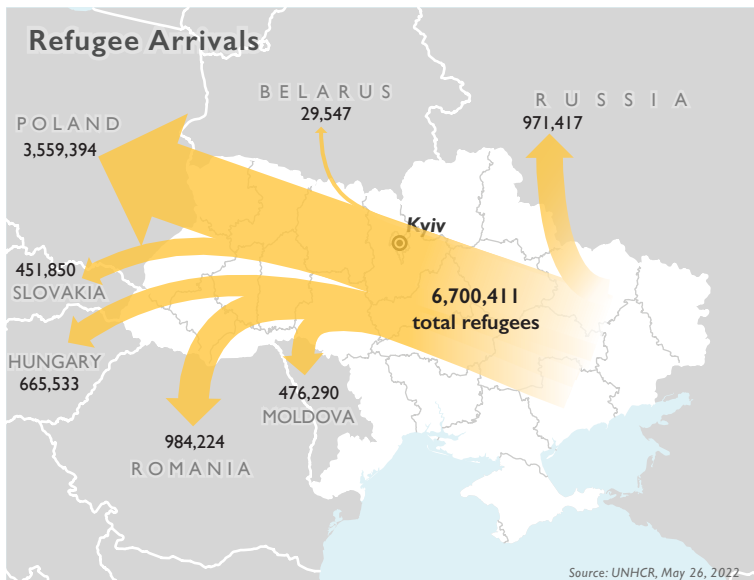 Refugee Arrivals
BELARUS
29,547
RUSSIA
971,417
POLAND
3,559,394
Kyiv
451,850
SLOVAKIA
6,700,411
total refugees
HUNGARY
665,533
476,290
MOLDOVA
984,224
ROMANIA
Source: UNHCR, May 26, 2022